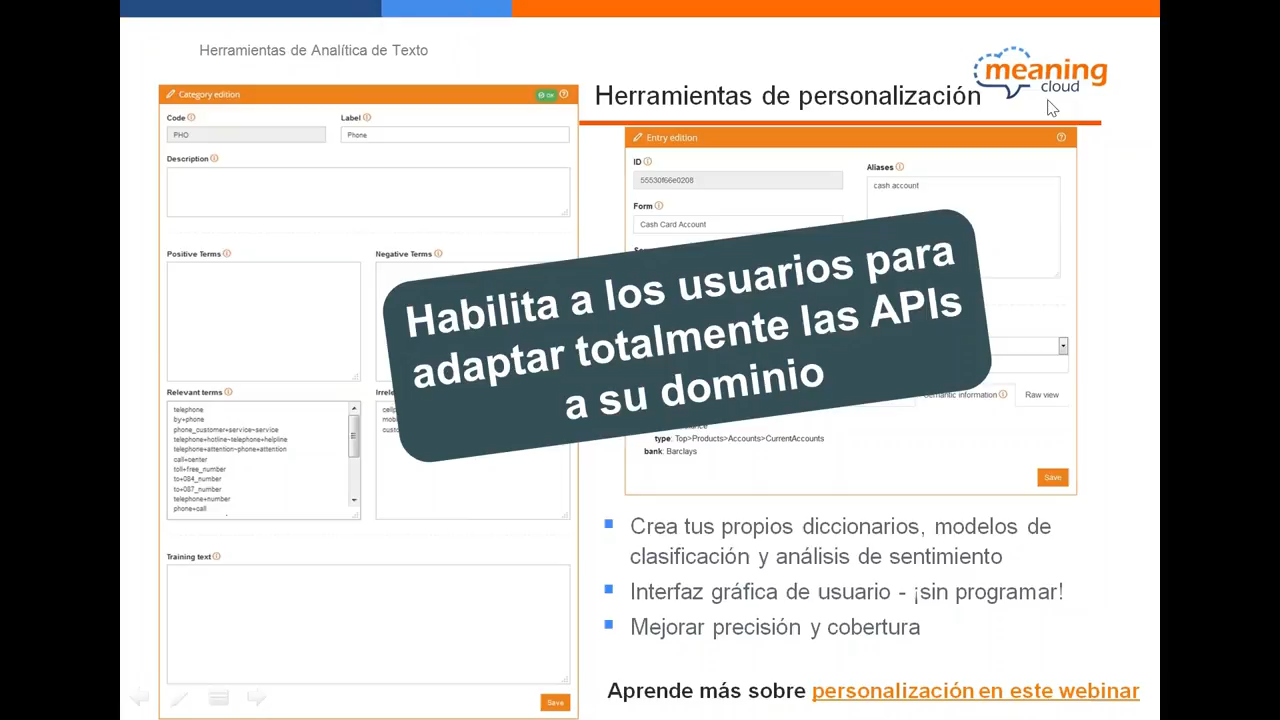 Herramientas de Analítica de Texto
meaning
cloud
Herramientas de personalización
Category edition
OK
Code
Label
PHO
Phone
Description
Positive Terms
Negative Terms
Relevant terms
telephone
by+phone
phone_customer+service~service
telephone+hotline~telephone+helpline
telephone+attention~phone+attention
call+center
toll+free_number
to+084_number
to+087_number
telephone+number
phone+call
Training text
Save
Entry edition
ID
55530f66e0208
Aliases
cash account
Form
Cash Card Account
Habilita a los usuarios para
adaptar totalmente las APIs
a su dominio
Semantic information
Raw view
type: Top>Products>Accounts>CurrentAccounts
bank: Barclays
Save
Crea tus propios diccionarios, modelos de
clasificación y análisis de sentimiento
Interfaz gráfica de usuario - ¡sin programar!
Mejorar precisión y cobertura
Aprende más sobre personalización en este webinar